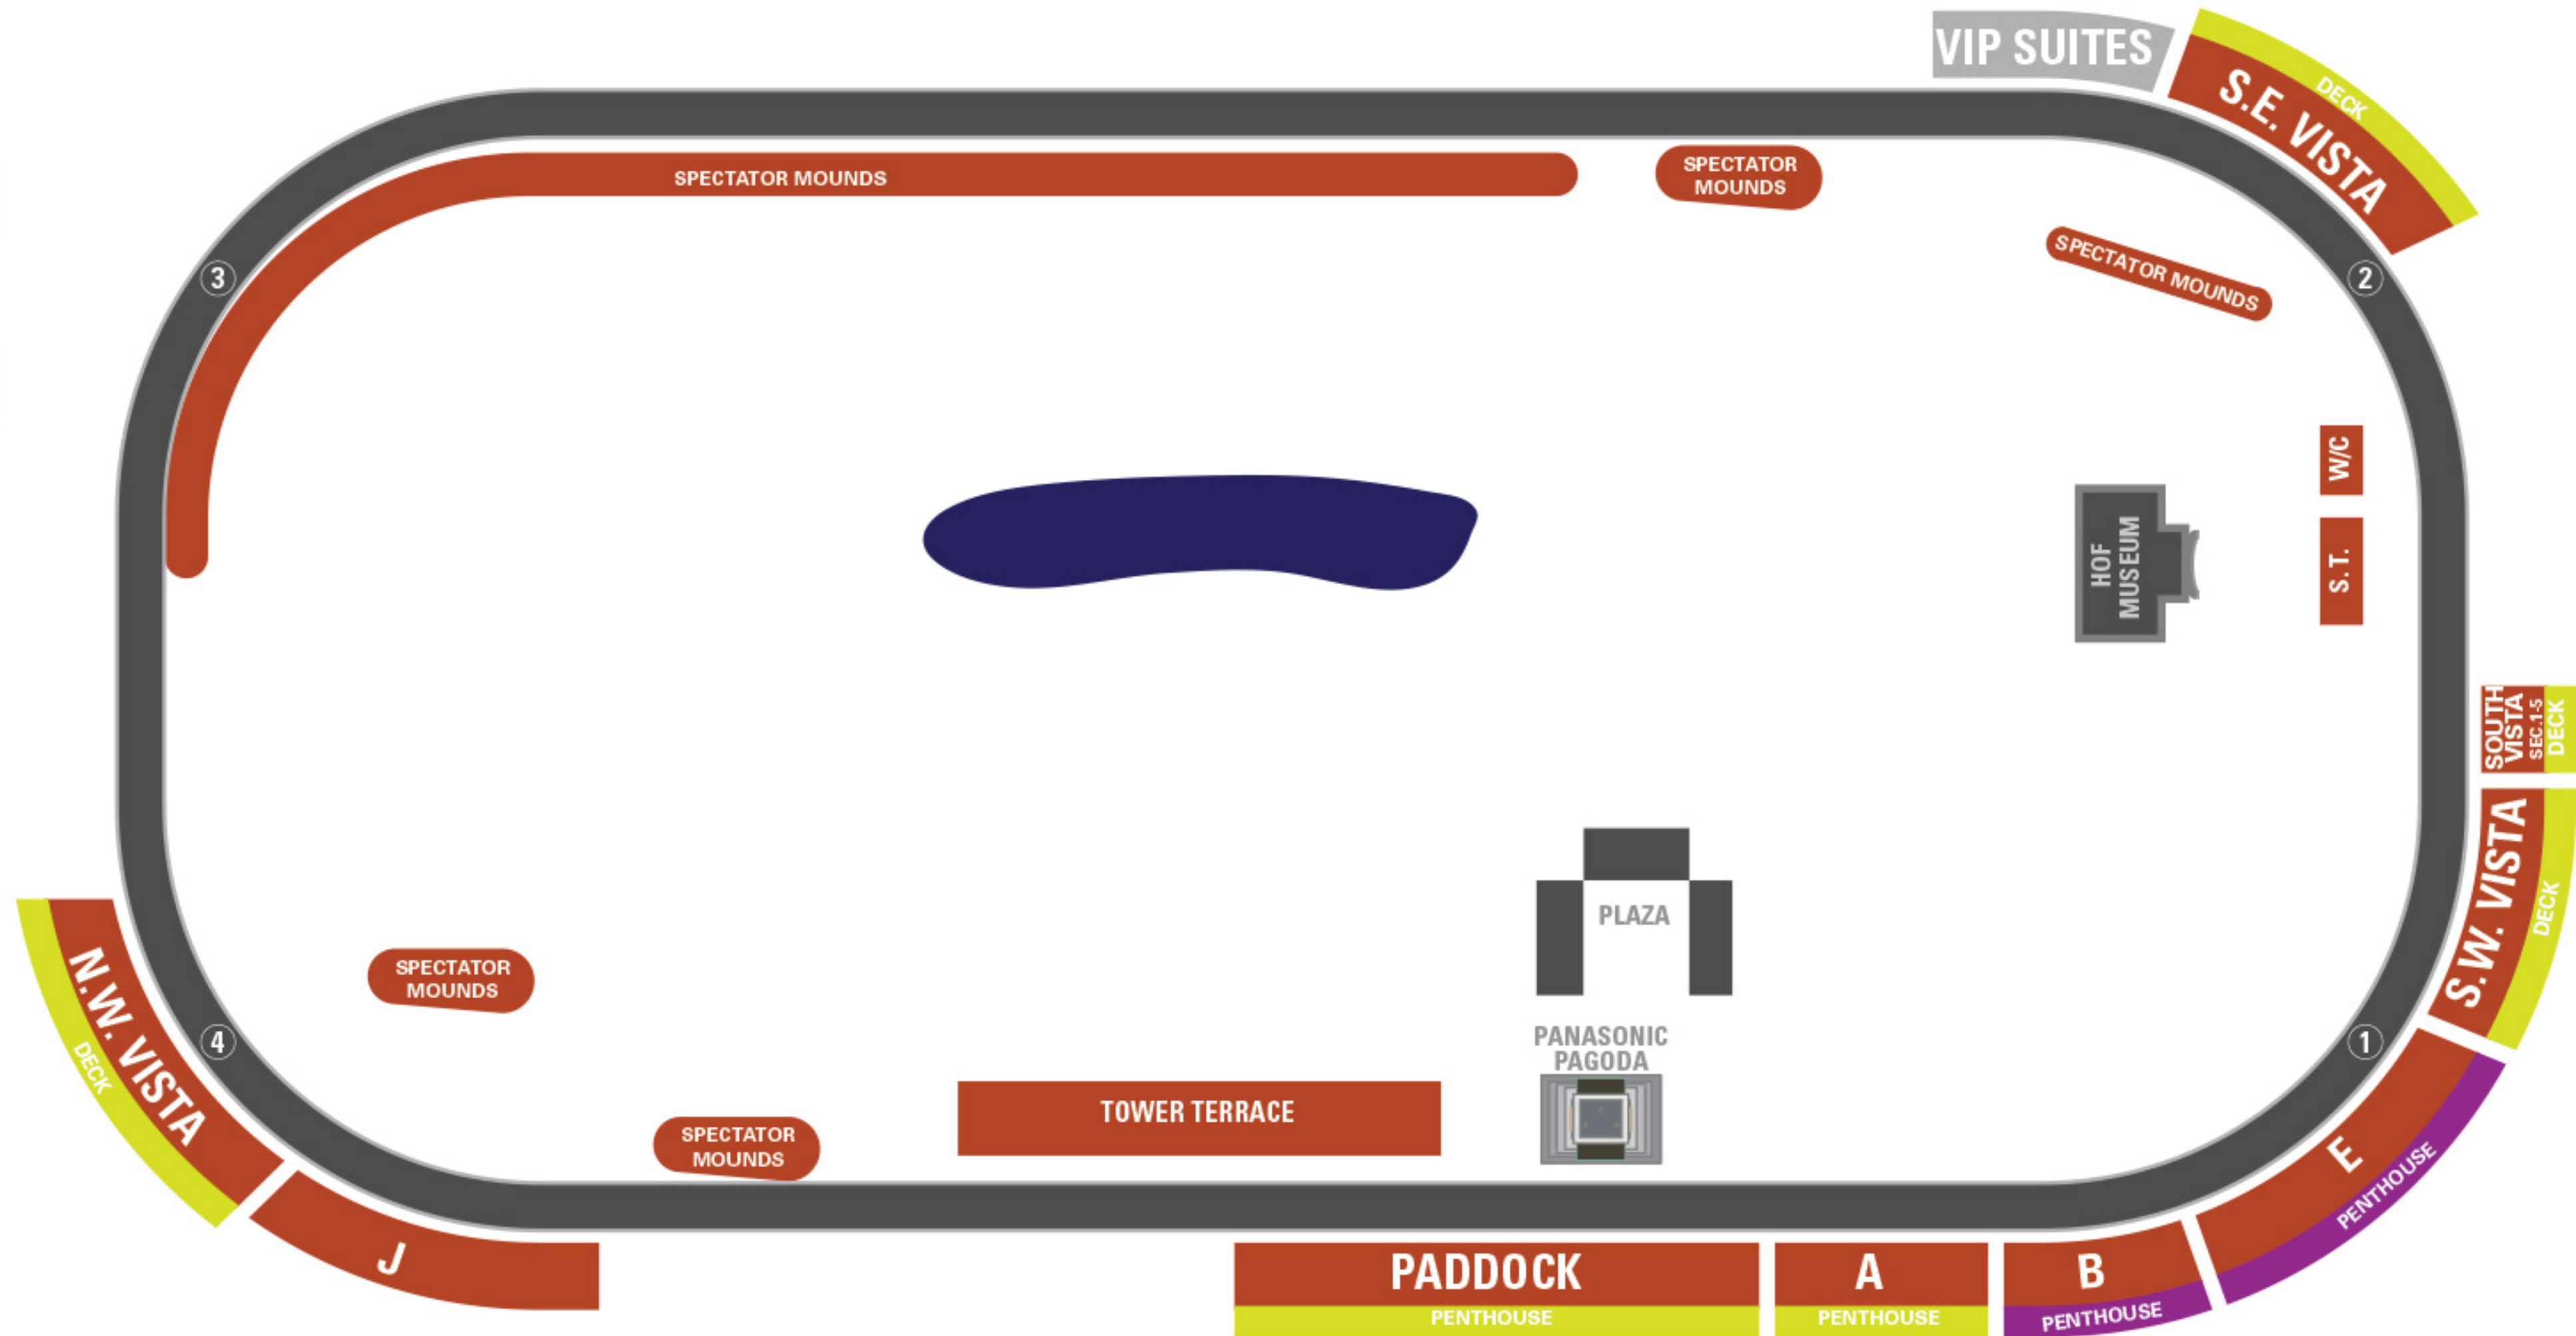 VIP SUITES
DECK
S.E. VISTA
SPECTATOR MOUNDS
SPECTATOR
MOUNDS
SPECTATOR MOUNDS
3
2
W/C
HOF
MUSEUM
S.T.
SOUTH
VISTA
SEC.1-5
DECK
S.W. VISTA
DECK
PLAZA
N.W. VISTA
DECK
SPECTATOR
MOUNDS
4
1
PANASONIC
PAGODA
TOWER TERRACE
SPECTATOR
MOUNDS
E
PENTHOUSE
J
PADDOCK
PENTHOUSE
A
PENTHOUSE
B
PENTHOUSE